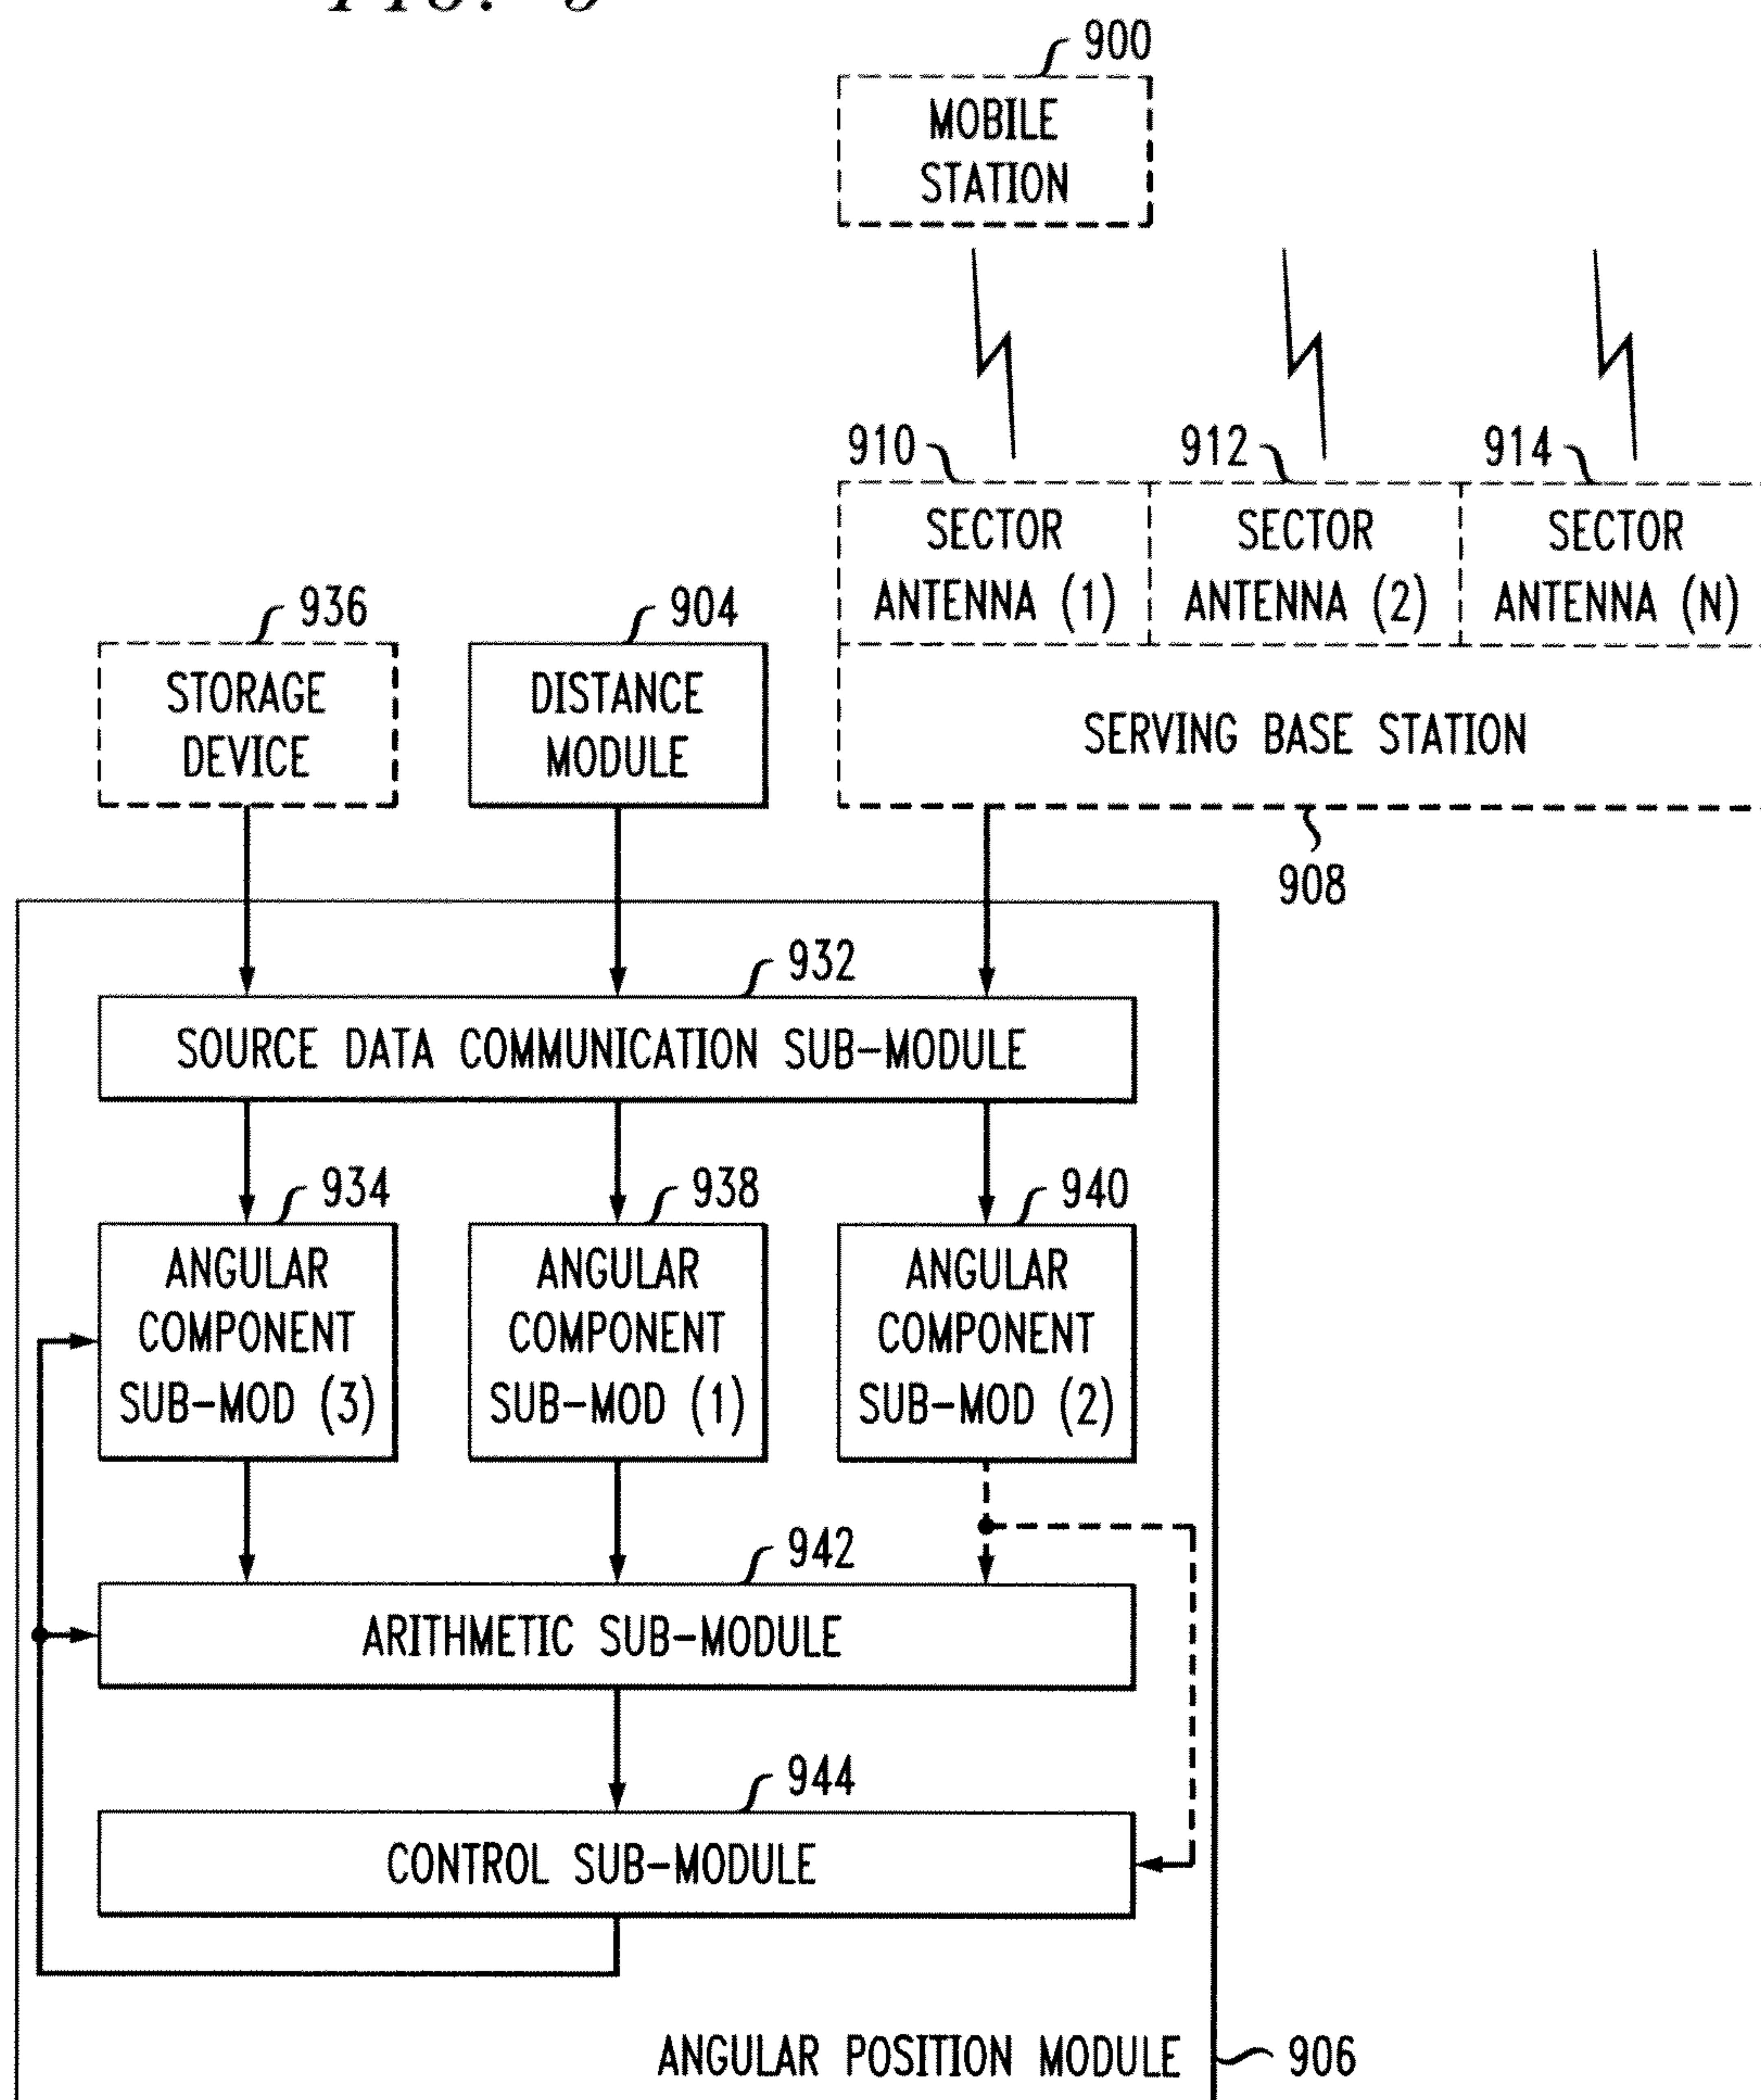 900
MOBILE
STATION
910
912
914
SECTOR
ANTENNA (1)
SECTOR
ANTENNA (2)
SECTOR
ANTENNA (N)
936
904
STORAGE
DEVICE
DISTANCE
MODULE
SERVING BASE STATION
908
932
SOURCE DATA COMMUNICATION SUB-MODULE
934
938
940
ANGULAR
COMPONENT
SUB-MOD (3)
ANGULAR
COMPONENT
SUB-MOD (1)
ANGULAR
COMPONENT
SUB-MOD (2)
942
ARITHMETIC SUB-MODULE
944
CONTROL SUB-MODULE
ANGULAR POSITION MODULE
906